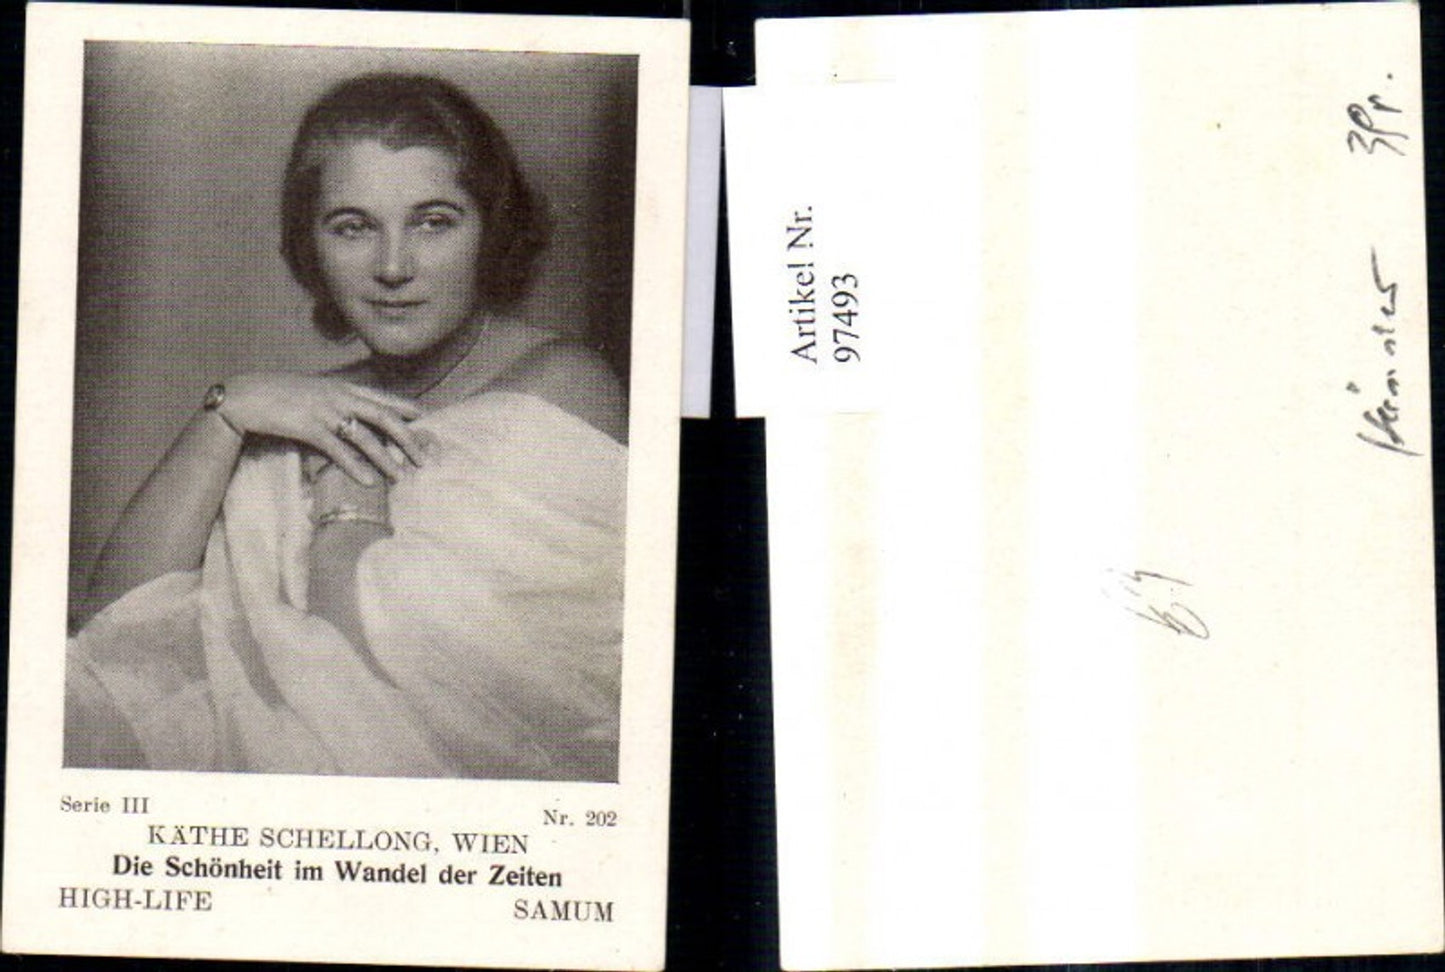 Serie III
Nr. 202
KÄTHE SCHELLONG, WIEN
Die Schönheit im Wandel der Zeiten
HIGH-LIFE SAMUM
Artikel Nr.
97493